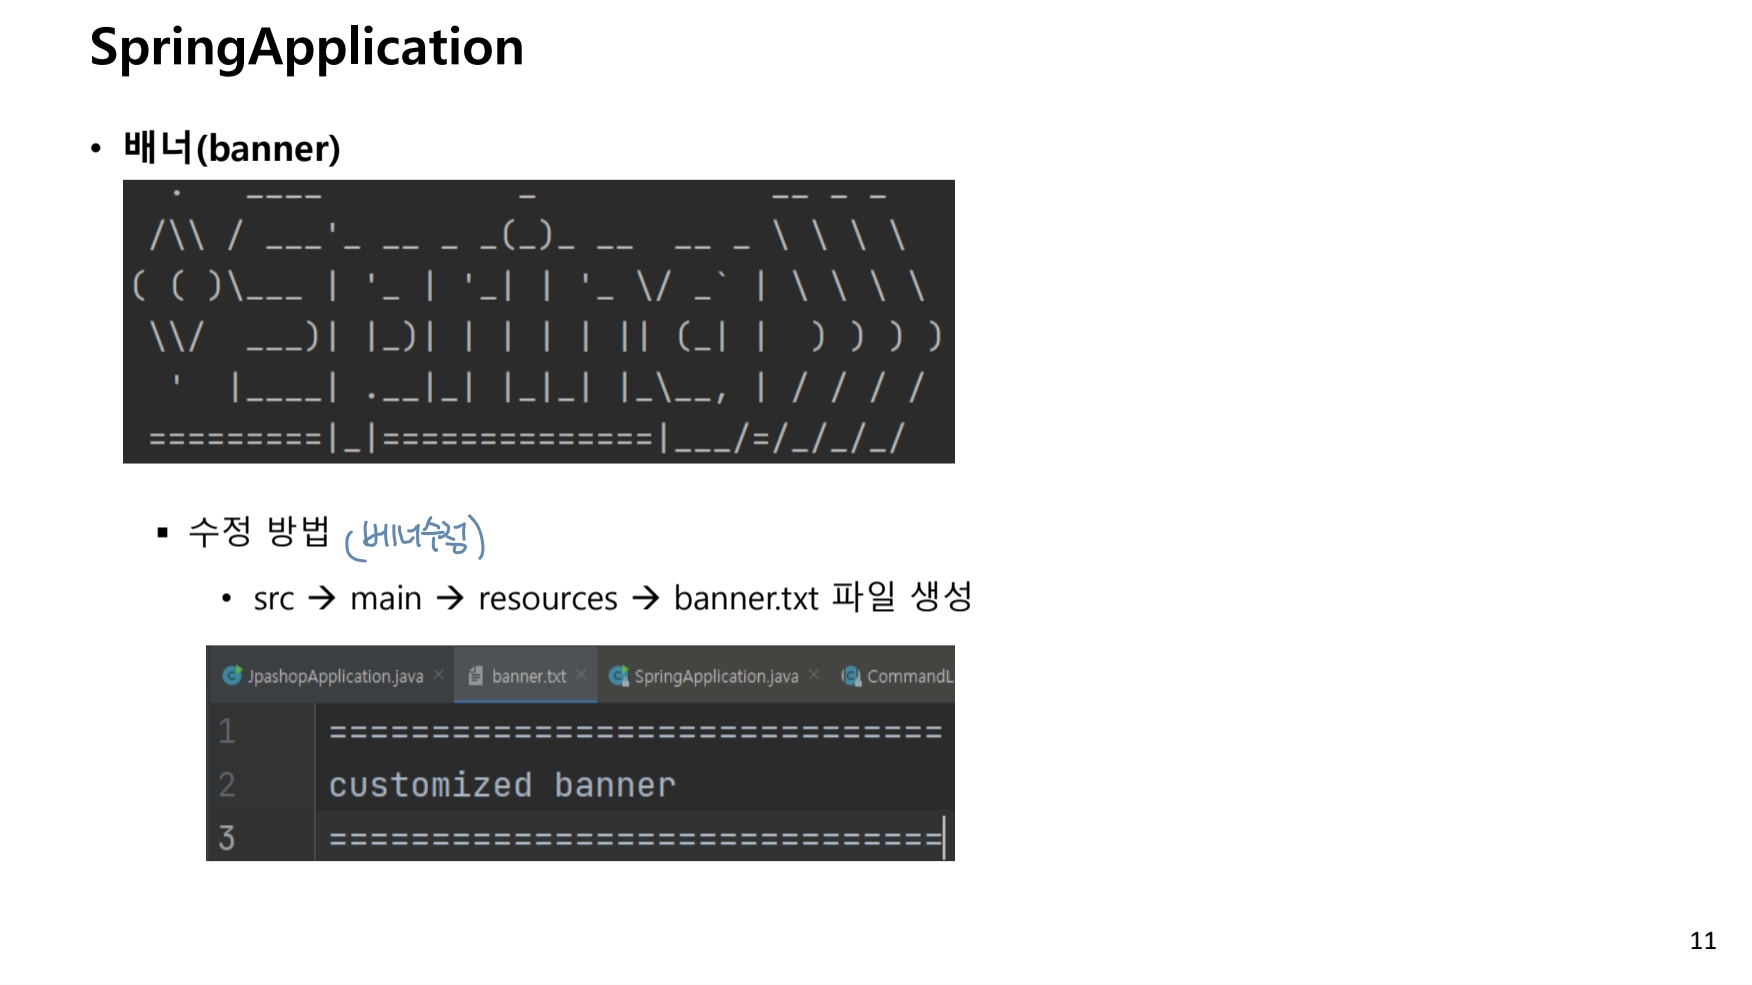 SpringApplication
• 배너(banner)
  .   ____          _            __ _ _
 /\\ / ___'_ __ _ _(_)_ __  __ _ \ \ \ \
( ( )\___ | '_ | '_| | '_ \/ _` | \ \ \ \
 \\/  ___)| |_)| | | | | || (_| |  ) ) ) )
  '  |____| .__|_| |_|_| |_\__, | / / / /
 =========|_|==============|___/=/_/_/_/
▪ 수정 방법 (베너수정)
• src → main → resources → banner.txt 파일 생성
JpashopApplication.java banner.txt SpringApplication.java CommandL
1 ==============================
2 customized banner
3 ==============================
11